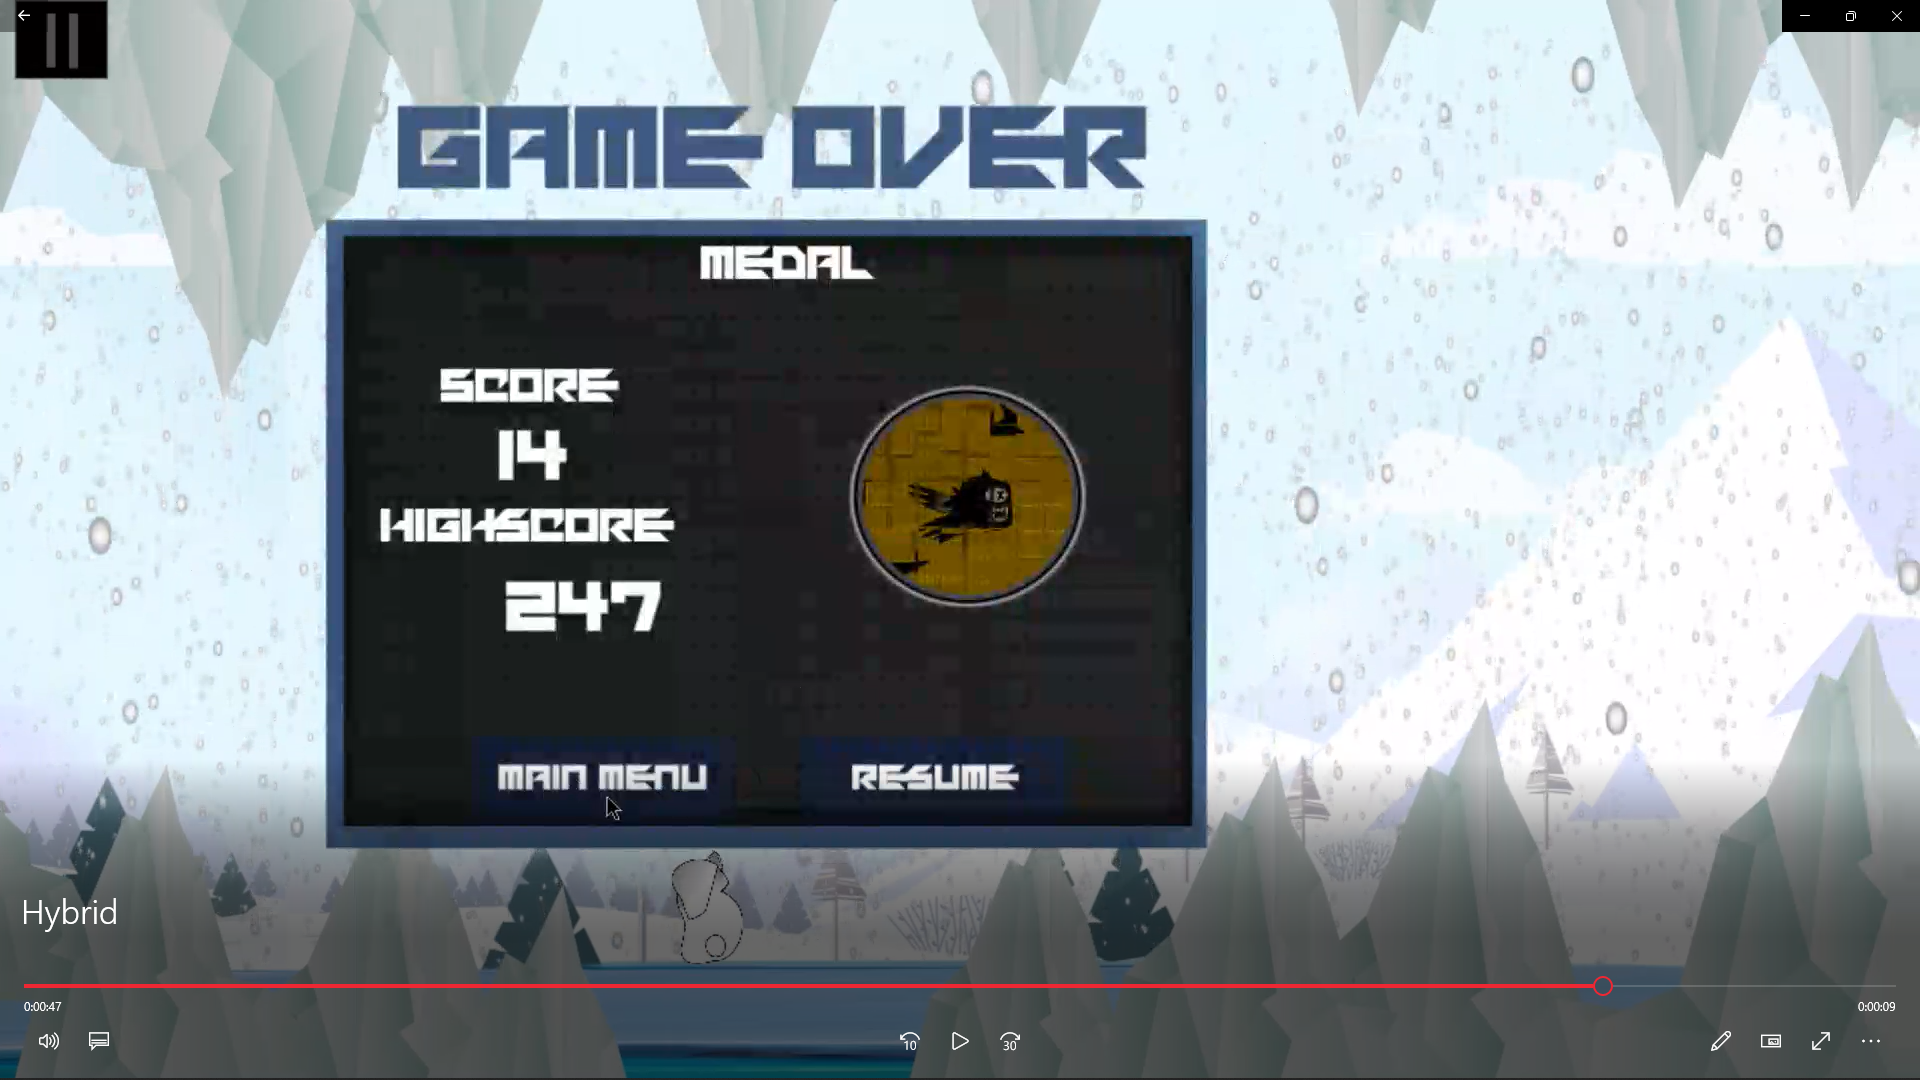 GAME OVER
MEDAL
SCORE
14
HIGHSCORE
247
MAIN MENU
RESUME
Hybrid
0:00:47
0:00:09
10
30